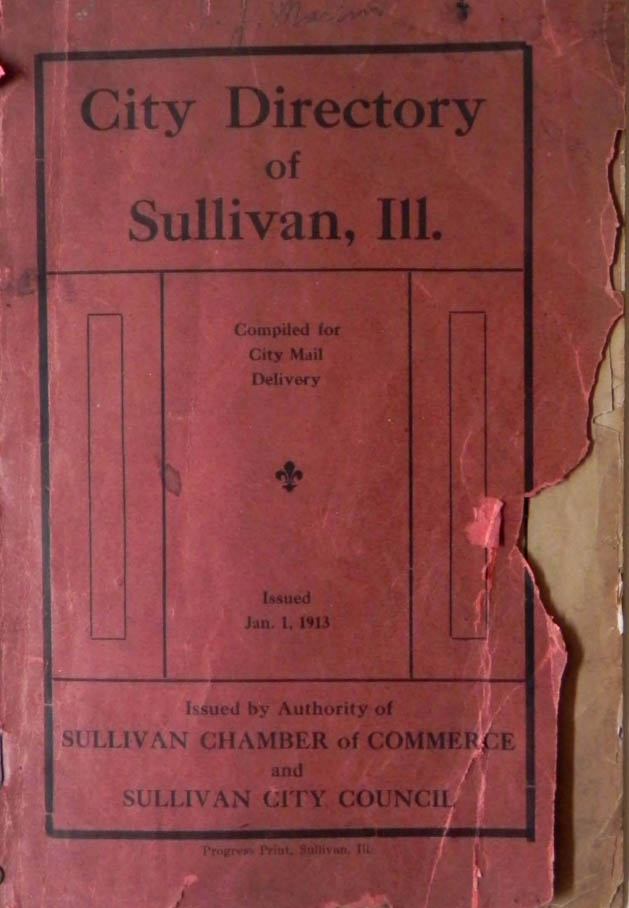 City Directory
of
Sullivan, Ill.
Compiled for
City Mail
Delivery
Issued
Jan. 1, 1913
Issued by Authority of
SULLIVAN CHAMBER of COMMERCE
and
SULLIVAN CITY COUNCIL
Progress Print, Sullivan, Ill.